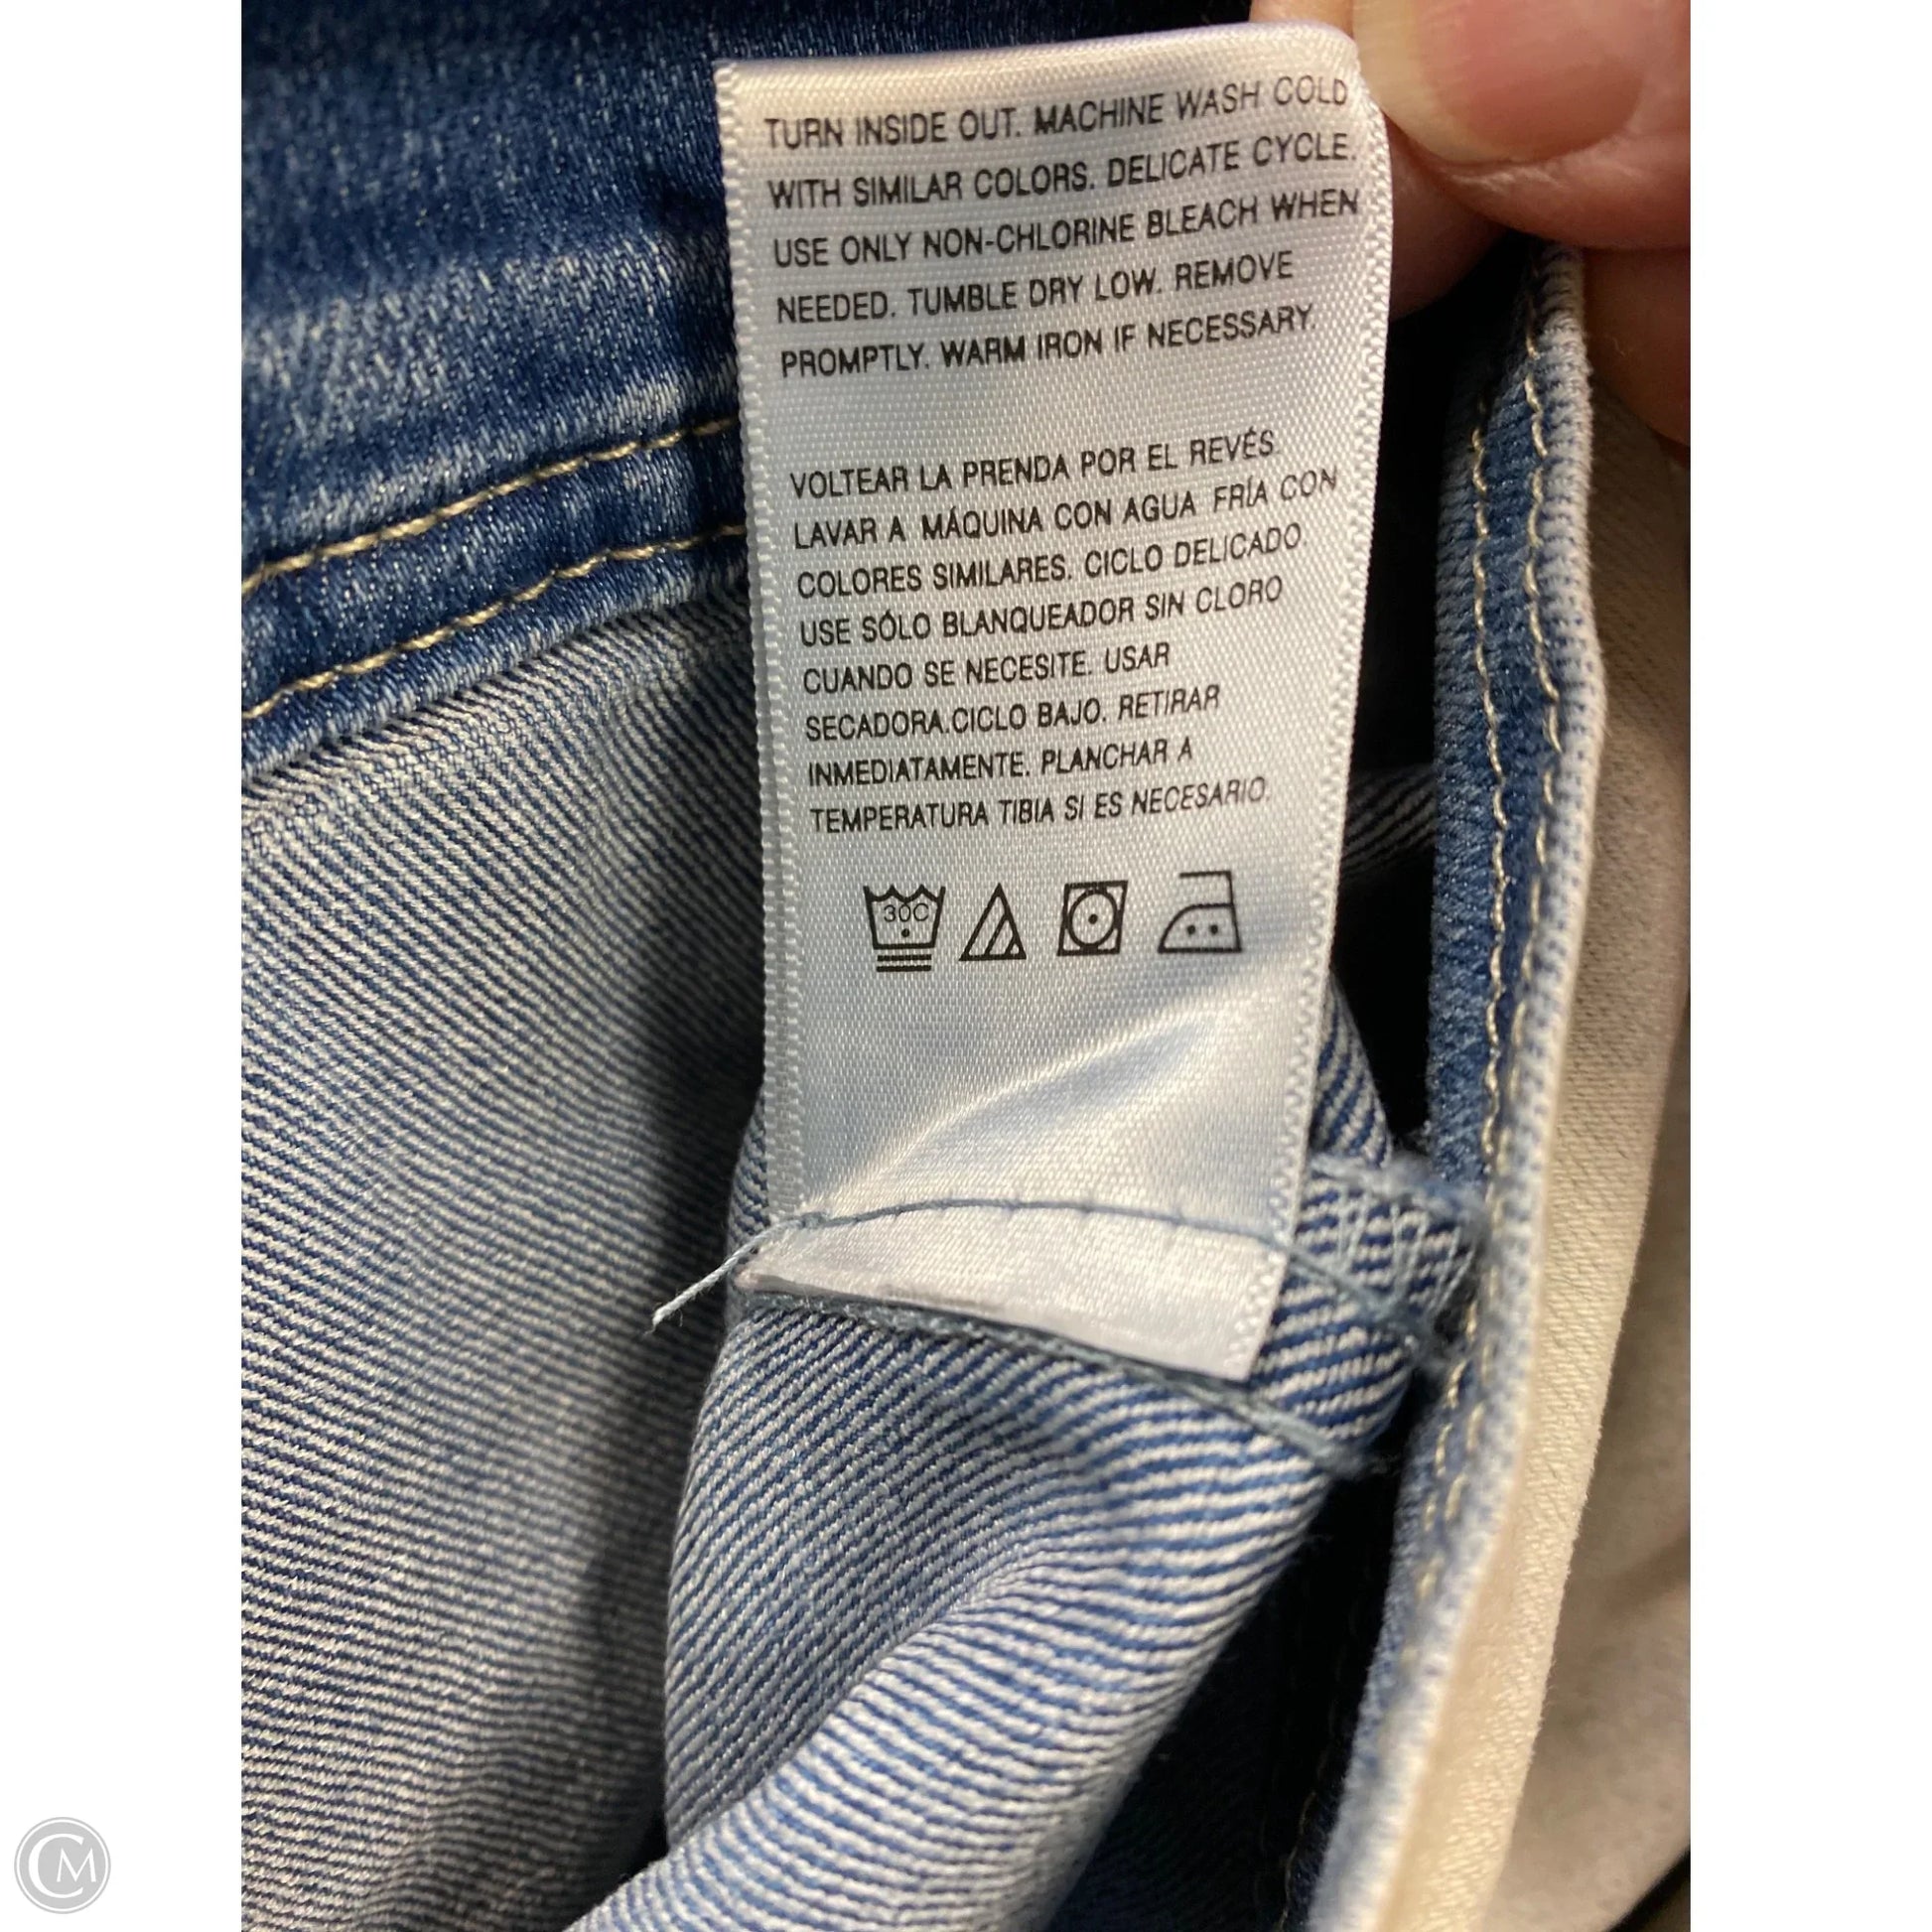 TURN INSIDE OUT. MACHINE WASH COLD
WITH SIMILAR COLORS. DELICATE CYCLE.
USE ONLY NON-CHLORINE BLEACH WHEN
NEEDED. TUMBLE DRY LOW. REMOVE
PROMPTLY. WARM IRON IF NECESSARY.
VOLTEAR LA PRENDA POR EL REVÉS.
LAVAR A MÁQUINA CON AGUA FRÍA CON
COLORES SIMILARES. CICLO DELICADO.
USE SÓLO BLANQUEADOR SIN CLORO
CUANDO SE NECESITE. USAR
SECADORA.CICLO BAJO. RETIRAR
INMEDIATAMENTE. PLANCHAR A
TEMPERATURA TIBIA SI ES NECESARIO.
30C
CM